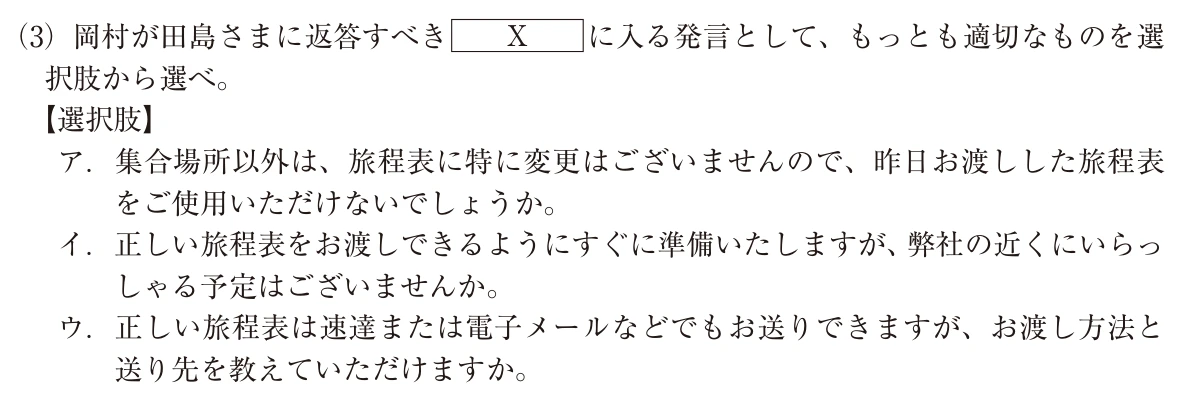 (3) 岡村が田島さまに返答すべき X に入る発言として、もっとも適切なものを選
択肢から選べ。
【選択肢】
ア．集合場所以外は、旅程表に特に変更はございませんので、昨日お渡しした旅程表
をご使用いただけないでしょうか。
イ．正しい旅程表をお渡しできるようにすぐに準備いたしますが、弊社の近くにいらっ
しゃる予定はございませんか。
ウ．正しい旅程表は速達または電子メールなどでもお送りできますが、お渡し方法と
送り先を教えていただけますか。